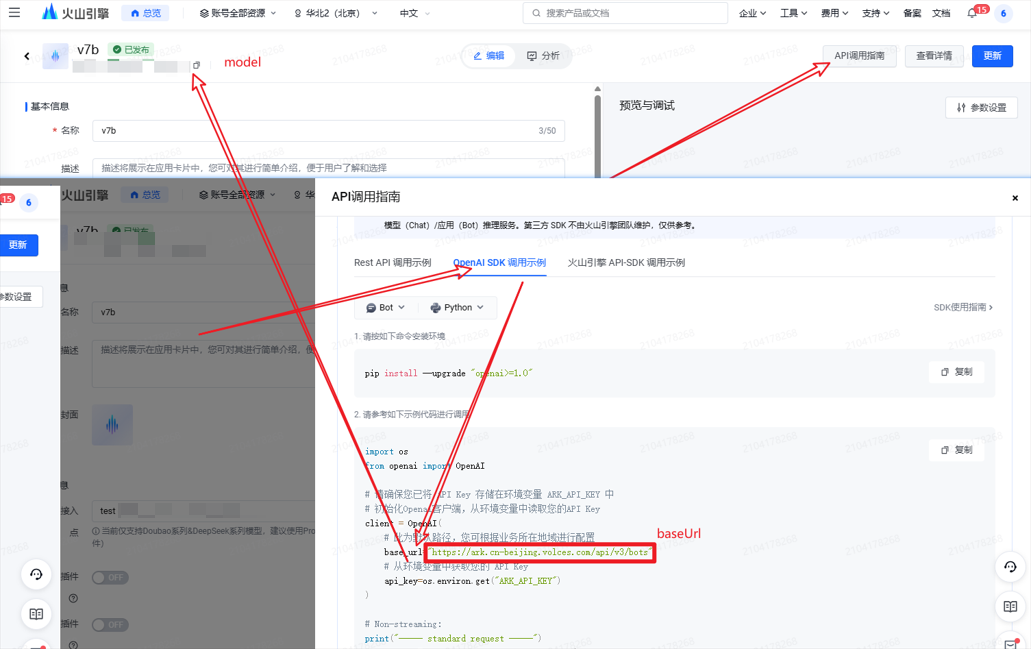 火山引擎
总览
账号全部资源
华北2（北京）
中文
搜索产品或文档
企业
工具
费用
支持
备案
文档
15
6
v7b
已发布
model
编辑
分析
API调用指南
查看详情
更新
基本信息
* 名称
v7b
3/50
描述
描述将展示在应用卡片中，您可对其进行简单介绍，便于用户了解和选择
预览与调试
参数设置
15
6
更新
参数设置
火山引擎
总览
账号全部资源
v7b
已发布
息
名称
v7b
描述
描述将展示在应用卡片中，您可对其进行简单介绍，便
封面
息
接入
点
test
当前仅支持Doubao系列&DeepSeek系列模型，建议使用Pro
件）
插件
OFF
插件
OFF
API调用指南
模型（Chat）/应用（Bot）推理服务。第三方 SDK 不由火山引擎团队维护，仅供参考。
Rest API 调用示例
OpenAI SDK 调用示例
火山引擎 API-SDK 调用示例
Bot
Python
SDK使用指南 >
1. 请按如下命令安装环境
pip install --upgrade "openai>=1.0"
复制
2. 请参考如下示例代码进行调用
复制
import os
from openai import OpenAI
# 请确保您已将 API Key 存储在环境变量 ARK_API_KEY 中
# 初始化Openai客户端，从环境变量中读取您的API Key
client = OpenAI(
# 此为默认路径，您可根据业务所在地域进行配置
base_url="https://ark.cn-beijing.volces.com/api/v3/bots"
baseUrl
# 从环境变量中获取您的 API Key
api_key=os.environ.get("ARK_API_KEY")
)
# Non-streaming:
print("----- standard request -----")
2104178268